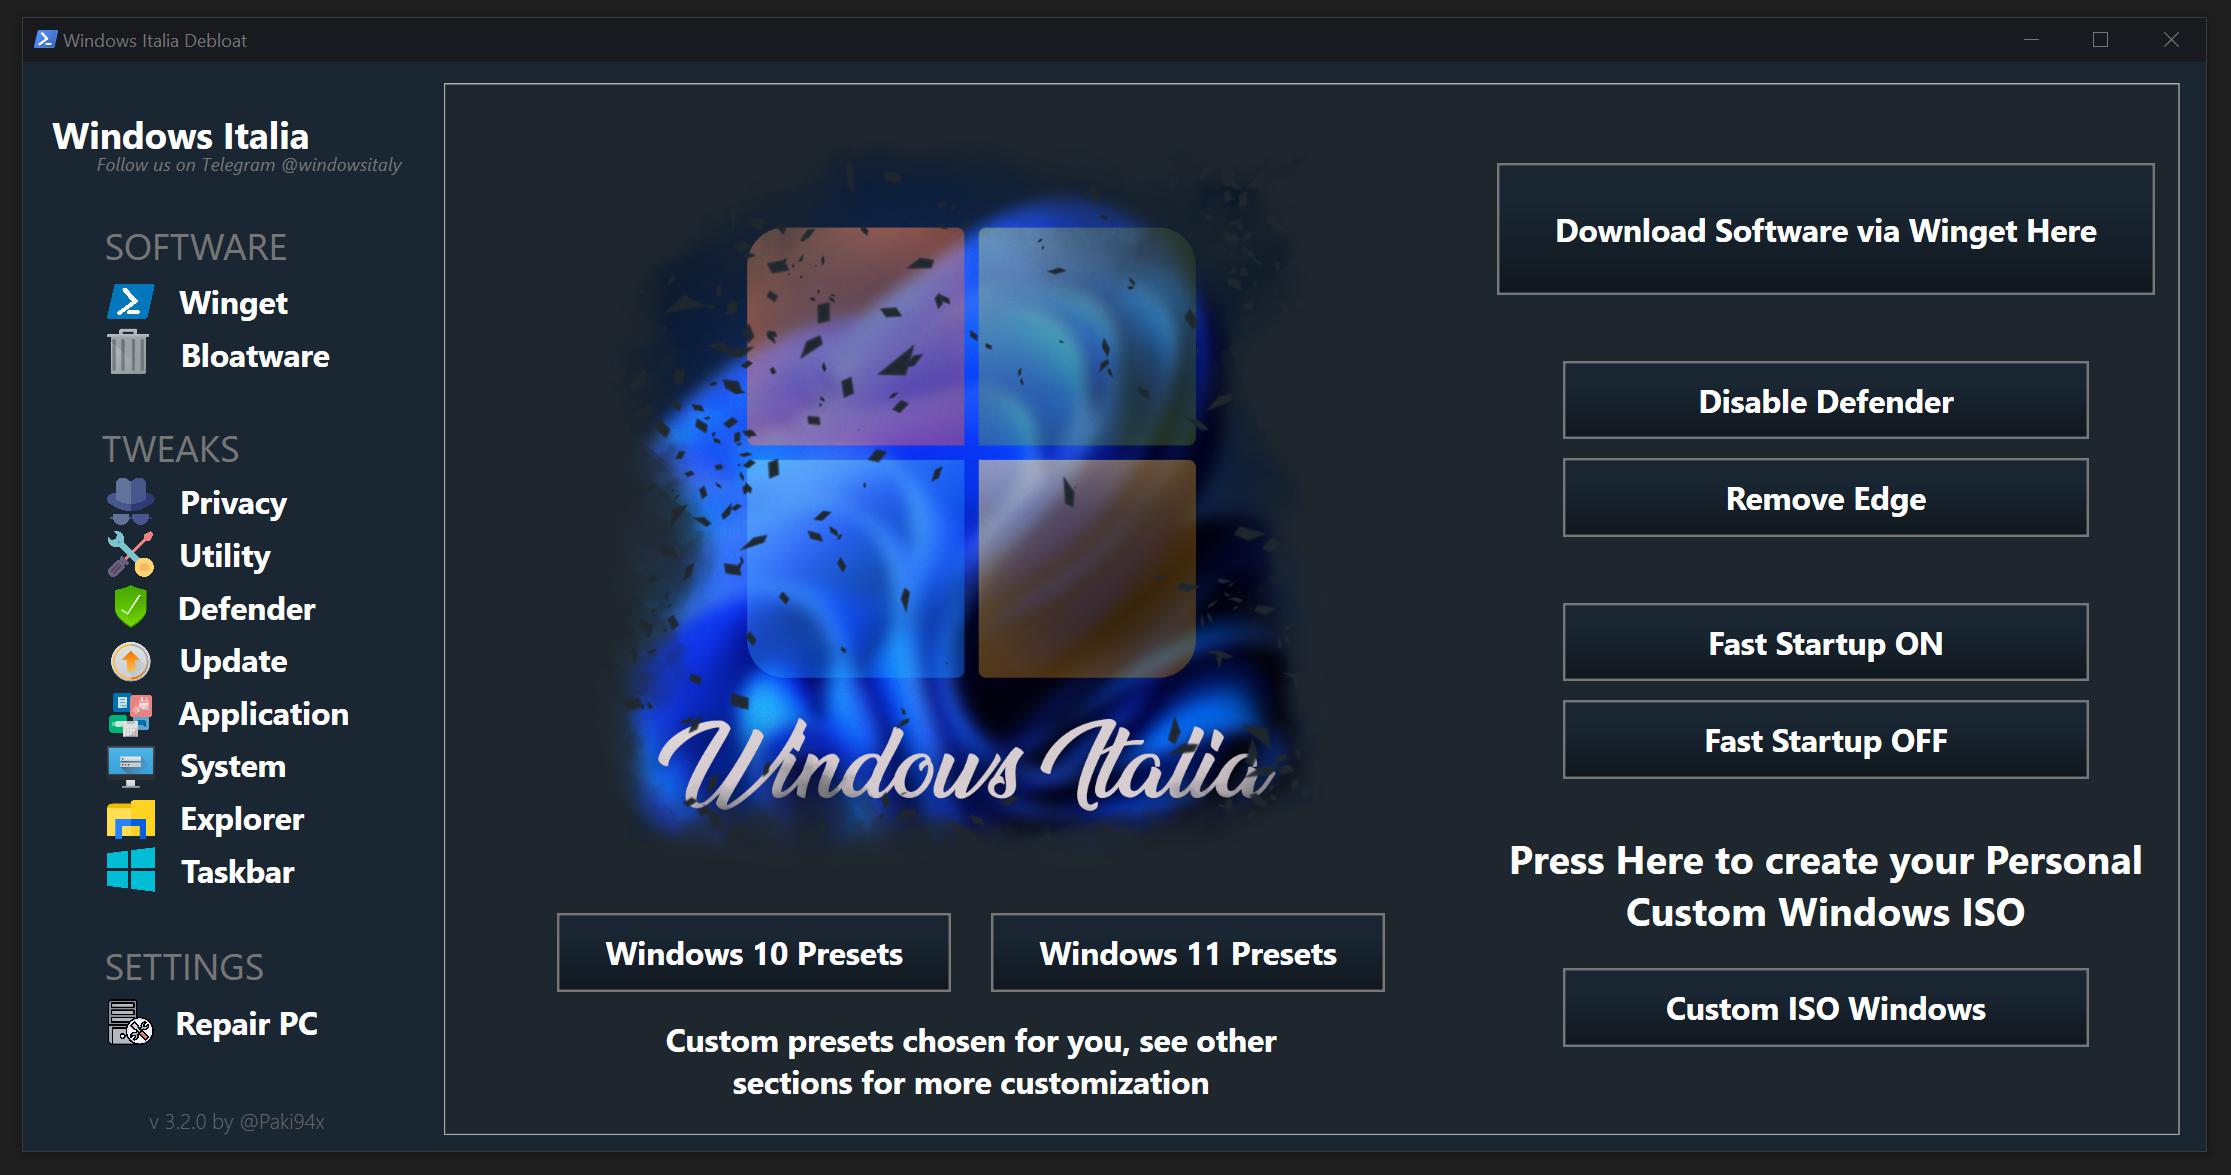 Windows Italia Debloat
Windows Italia
Follow us on Telegram @windowsitaly
SOFTWARE
Winget
Bloatware
TWEAKS
Privacy
Utility
Defender
Update
Application
System
Explorer
Taskbar
SETTINGS
Repair PC
v 3.2.0 by @Paki94x
Windows Italia
Windows 10 Presets
Windows 11 Presets
Custom presets chosen for you, see other
sections for more customization
Download Software via Winget Here
Disable Defender
Remove Edge
Fast Startup ON
Fast Startup OFF
Press Here to create your Personal
Custom Windows ISO
Custom ISO Windows